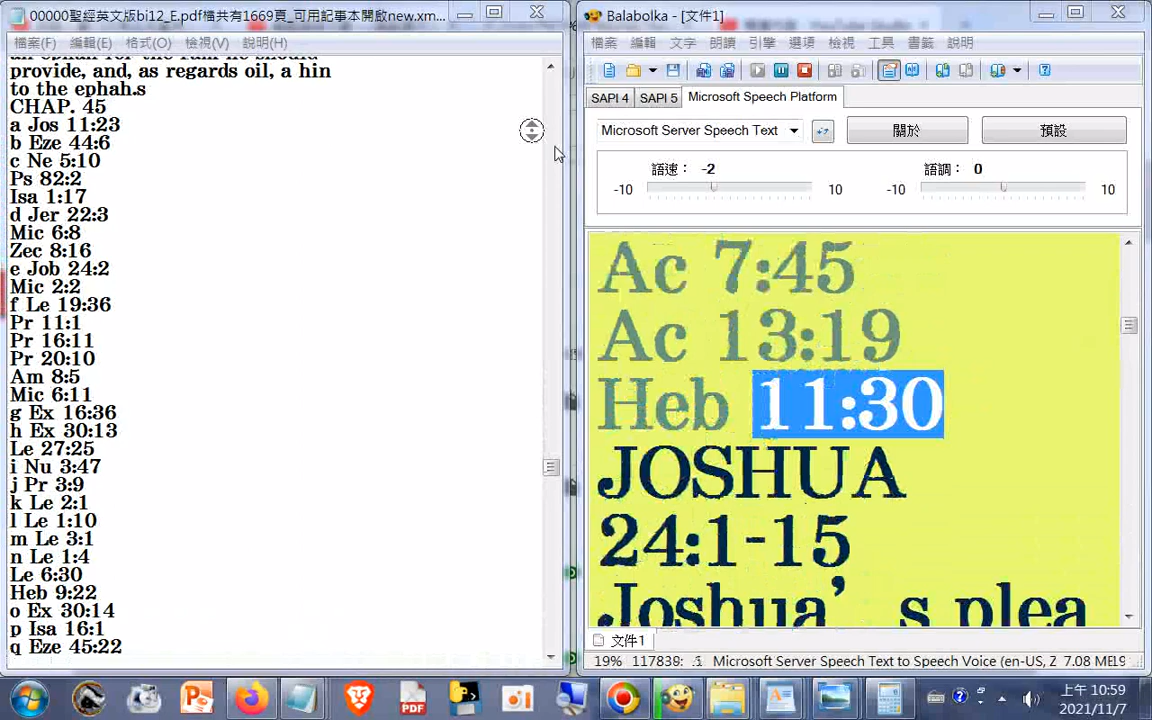 00000聖經英文版bi12_E.pdf檔共有1669頁_可用記事本開啟new.xm...
檔案(F) 編輯(E) 格式(O) 檢視(V) 說明(H)
an ephah for the ram he should
provide, and, as regards oil, a hin
to the ephah.s
CHAP. 45
a Jos 11:23
b Eze 44:6
c Ne 5:10
Ps 82:2
Isa 1:17
d Jer 22:3
Mic 6:8
Zec 8:16
e Job 24:2
Mic 2:2
f Le 19:36
Pr 11:1
Pr 16:11
Pr 20:10
Am 8:5
Mic 6:11
g Ex 16:36
h Ex 30:13
Le 27:25
i Nu 3:47
j Pr 3:9
k Le 2:1
l Le 1:10
m Le 3:1
n Le 1:4
Le 6:30
Heb 9:22
o Ex 30:14
p Isa 16:1
q Eze 45:22
Balabolka - [文件1]
檔案 編輯 文字 朗讀 引擎 選項 檢視 工具 書籤 說明
SAPI 4 SAPI 5 Microsoft Speech Platform
Microsoft Server Speech Text 關於 預設
語速： -2 語調： 0
-10 10 -10 10
Ac 7:45
Ac 13:19
Heb 11:30
JOSHUA
24:1-15
Joshua’s plea
文件1
19% 117838: Microsoft Server Speech Text to Speech Voice (en-US, Z 7.08 ME
上午 10:59
2021/11/7